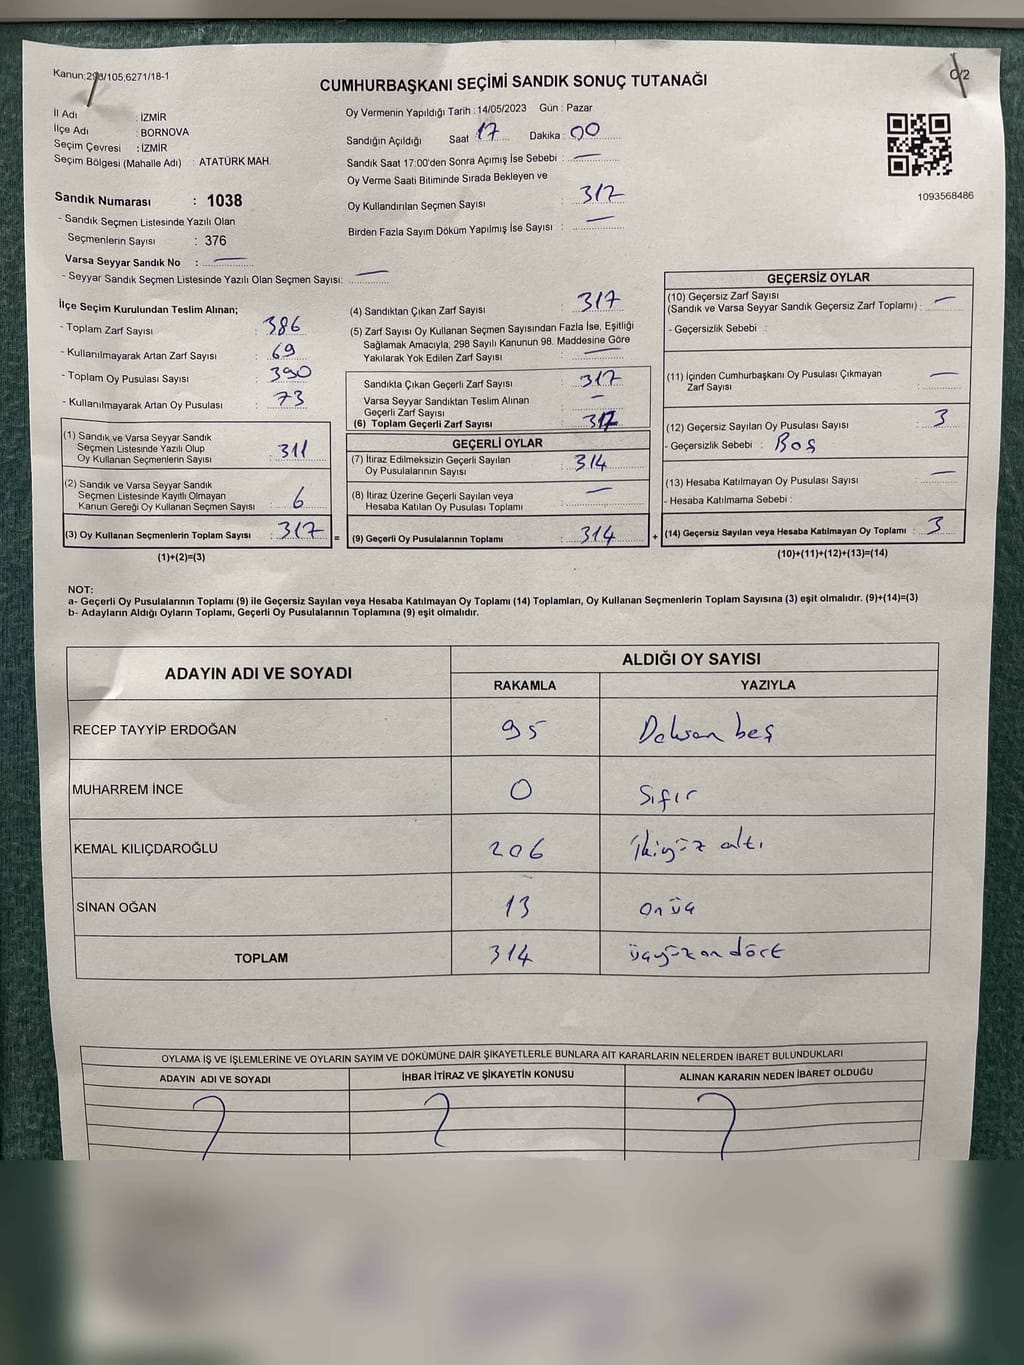 Kanun;298/105;6271/18-1
CUMHURBAŞKANI SEÇİMİ SANDIK SONUÇ TUTANAĞI
C/2
İl Adı : İZMİR
İlçe Adı : BORNOVA
Seçim Çevresi : İZMİR
Seçim Bölgesi (Mahalle Adı) : ATATÜRK MAH.
Sandık Numarası : 1038
- Sandık Seçmen Listesinde Yazılı Olan
Seçmenlerin Sayısı : 376
Varsa Seyyar Sandık No : —
- Seyyar Sandık Seçmen Listesinde Yazılı Olan Seçmen Sayısı: —
Oy Vermenin Yapıldığı Tarih : 14/05/2023 Gün : Pazar
Sandığın Açıldığı Saat 17 Dakika : 00
Sandık Saat 17:00'den Sonra Açımış İse Sebebi : —
Oy Verme Saati Bitiminde Sırada Bekleyen ve
Oy Kullandırılan Seçmen Sayısı : 317
Birden Fazla Sayım Döküm Yapılmış İse Sayısı : —
1093568486
İlçe Seçim Kurulundan Teslim Alınan;
- Toplam Zarf Sayısı : 386
- Kullanılmayarak Artan Zarf Sayısı : 69
- Toplam Oy Pusulası Sayısı : 390
- Kullanılmayarak Artan Oy Pusulası : 73
(1) Sandık ve Varsa Seyyar Sandık
Seçmen Listesinde Yazılı Olup
Oy Kullanan Seçmenlerin Sayısı : 311
(2) Sandık ve Varsa Seyyar Sandık
Seçmen Listesinde Kayıtlı Olmayan
Kanun Gereği Oy Kullanan Seçmen Sayısı : 6
(3) Oy Kullanan Seçmenlerin Toplam Sayısı : 317 =
(1)+(2)=(3)
(4) Sandıktan Çıkan Zarf Sayısı : 317
(5) Zarf Sayısı Oy Kullanan Seçmen Sayısından Fazla İse, Eşitliği
Sağlamak Amacıyla; 298 Sayılı Kanunun 98. Maddesine Göre
Yakılarak Yok Edilen Zarf Sayısı : —
Sandıkta Çıkan Geçerli Zarf Sayısı : 317
Varsa Seyyar Sandıktan Teslim Alınan
Geçerli Zarf Sayısı : —
(6) Toplam Geçerli Zarf Sayısı : 317
GEÇERLİ OYLAR
(7) İtiraz Edilmeksizin Geçerli Sayılan
Oy Pusulalarının Sayısı : 314
(8) İtiraz Üzerine Geçerli Sayılan veya
Hesaba Katılan Oy Pusulası Toplamı : —
(9) Geçerli Oy Pusulalarının Toplamı : 314 +
GEÇERSİZ OYLAR
(10) Geçersiz Zarf Sayısı
(Sandık ve Varsa Seyyar Sandık Geçersiz Zarf Toplamı) : —
- Geçersizlik Sebebi :
(11) İçinden Cumhurbaşkanı Oy Pusulası Çıkmayan
Zarf Sayısı : —
(12) Geçersiz Sayılan Oy Pusulası Sayısı : 3
- Geçersizlik Sebebi : Boş
(13) Hesaba Katılmayan Oy Pusulası Sayısı : —
- Hesaba Katılmama Sebebi :
(14) Geçersiz Sayılan veya Hesaba Katılmayan Oy Toplamı : 3
(10)+(11)+(12)+(13)=(14)
NOT:
a- Geçerli Oy Pusulalarının Toplamı (9) ile Geçersiz Sayılan veya Hesaba Katılmayan Oy Toplamı (14) Toplamları, Oy Kullanan Seçmenlerin Toplam Sayısına (3) eşit olmalıdır. (9)+(14)=(3)
b- Adayların Aldığı Oyların Toplamı, Geçerli Oy Pusulalarının Toplamına (9) eşit olmalıdır.
ADAYIN ADI VE SOYADI
ALDIĞI OY SAYISI
RAKAMLA YAZIYLA
RECEP TAYYİP ERDOĞAN 95 Doksan beş
MUHARREM İNCE 0 Sıfır
KEMAL KILIÇDAROĞLU 206 İkiyüz altı
SİNAN OĞAN 13 onüç
TOPLAM 314 üçyüzon dört
OYLAMA İŞ VE İŞLEMLERİNE VE OYLARIN SAYIM VE DÖKÜMÜNE DAİR ŞİKAYETLERLE BUNLARA AİT KARARLARIN NELERDEN İBARET BULUNDUKLARI
ADAYIN ADI VE SOYADI İHBAR İTİRAZ VE ŞİKAYETİN KONUSU ALINAN KARARIN NEDEN İBARET OLDUĞU